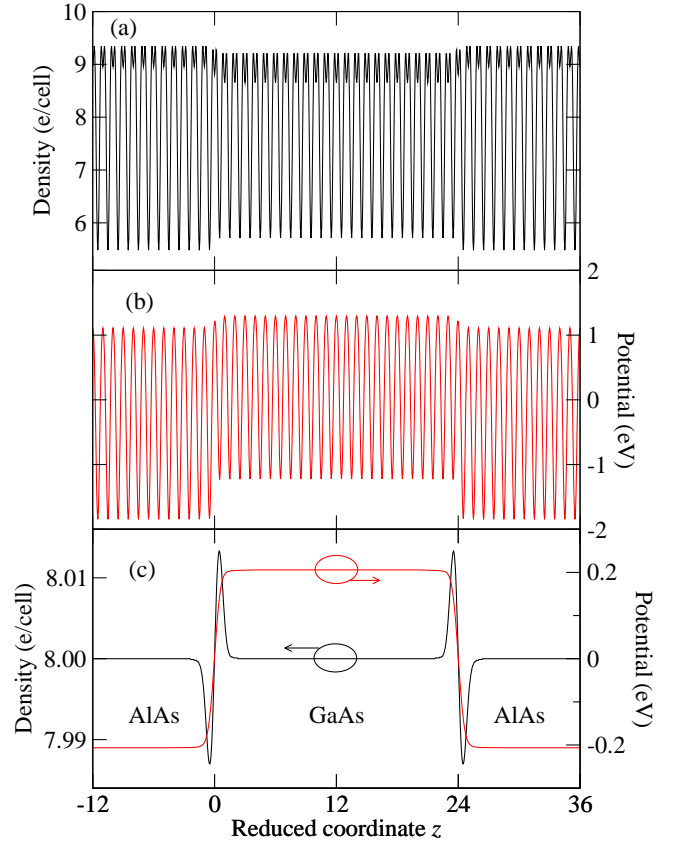 10
(a)
9
8
7
6
Density (e/cell)
2
(b)
1
0
-1
-2
Potential (eV)
(c)
8.01
8.00
7.99
Density (e/cell)
0.2
0
-0.2
Potential (eV)
AlAs GaAs AlAs
-12 0 12 24 36
Reduced coordinate z